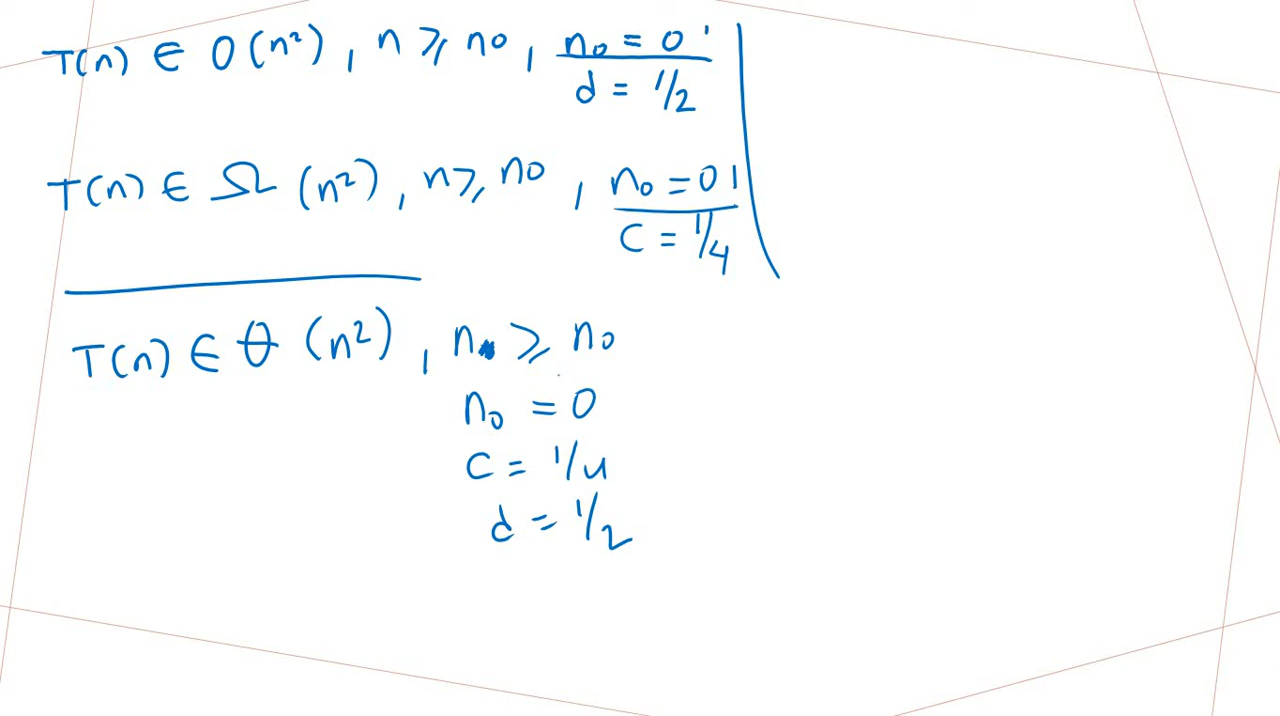 T(n) ∈ O(n²), n ≥ n0, n₀ = 0
d = 1/2
T(n) ∈ Ω (n²), n ≥ n0, n₀ = 0
c = 1/4
T(n) ∈ θ (n²), n ≥ n₀
n₀ = 0
c = 1/4
d = 1/2